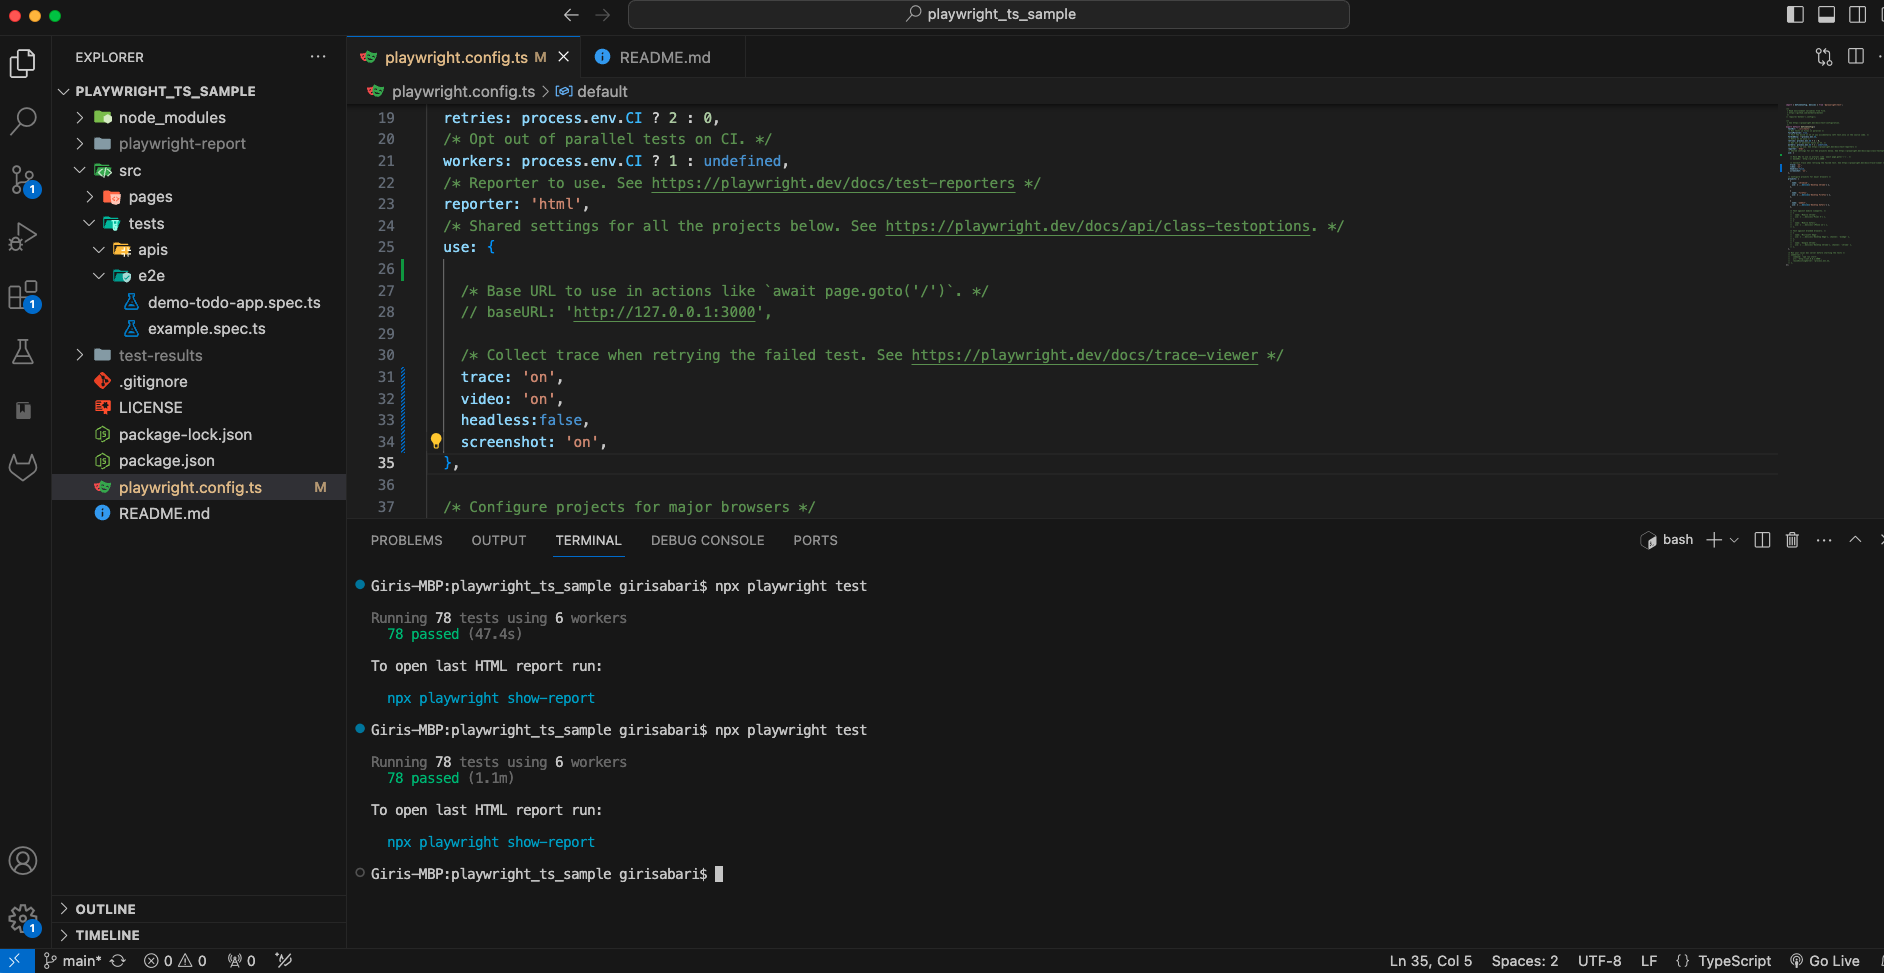 playwright_ts_sample
EXPLORER
PLAYWRIGHT_TS_SAMPLE
node_modules
playwright-report
src
pages
tests
apis
e2e
demo-todo-app.spec.ts
example.spec.ts
test-results
.gitignore
LICENSE
package-lock.json
package.json
playwright.config.ts M
README.md
OUTLINE
TIMELINE
1
1
1
playwright.config.ts M
README.md
playwright.config.ts > default
19 retries: process.env.CI ? 2 : 0,
20 /* Opt out of parallel tests on CI. */
21 workers: process.env.CI ? 1 : undefined,
22 /* Reporter to use. See https://playwright.dev/docs/test-reporters */
23 reporter: 'html',
24 /* Shared settings for all the projects below. See https://playwright.dev/docs/api/class-testoptions. */
25 use: {
26
27 /* Base URL to use in actions like `await page.goto('/')`. */
28 // baseURL: 'http://127.0.0.1:3000',
29
30 /* Collect trace when retrying the failed test. See https://playwright.dev/docs/trace-viewer */
31 trace: 'on',
32 video: 'on',
33 headless:false,
34 screenshot: 'on',
35 },
36
37 /* Configure projects for major browsers */
PROBLEMS OUTPUT TERMINAL DEBUG CONSOLE PORTS
bash
Giris-MBP:playwright_ts_sample girisabari$ npx playwright test
Running 78 tests using 6 workers
78 passed (47.4s)
To open last HTML report run:
npx playwright show-report
Giris-MBP:playwright_ts_sample girisabari$ npx playwright test
Running 78 tests using 6 workers
78 passed (1.1m)
To open last HTML report run:
npx playwright show-report
Giris-MBP:playwright_ts_sample girisabari$
main* 0 0 0 Ln 35, Col 5 Spaces: 2 UTF-8 LF {} TypeScript Go Live